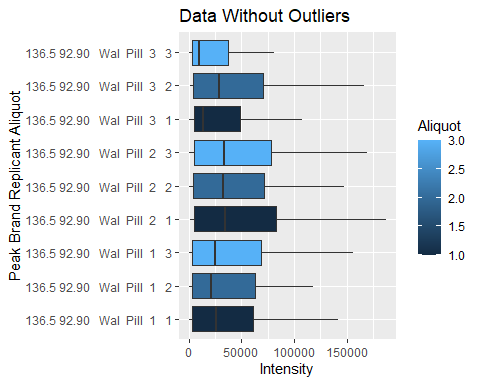 Data Without Outliers
Peak Brand Replicant Aliquot
136.5 92.90 Wal Pill 3 3
136.5 92.90 Wal Pill 3 2
136.5 92.90 Wal Pill 3 1
136.5 92.90 Wal Pill 2 3
136.5 92.90 Wal Pill 2 2
136.5 92.90 Wal Pill 2 1
136.5 92.90 Wal Pill 1 3
136.5 92.90 Wal Pill 1 2
136.5 92.90 Wal Pill 1 1
0 50000 100000 150000
Intensity
Aliquot
3.0
2.5
2.0
1.5
1.0